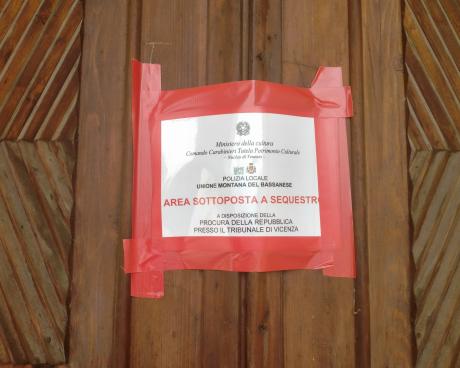 Ministero della cultura
Comando Carabinieri Tutela Patrimonio Culturale
- Nucleo di Venezia -
POLIZIA LOCALE
UNIONE MONTANA DEL BASSANESE
AREA SOTTOPOSTA A SEQUESTRO
A DISPOSIZIONE DELLA
PROCURA DELLA REPUBBLICA
PRESSO IL TRIBUNALE DI VICENZA